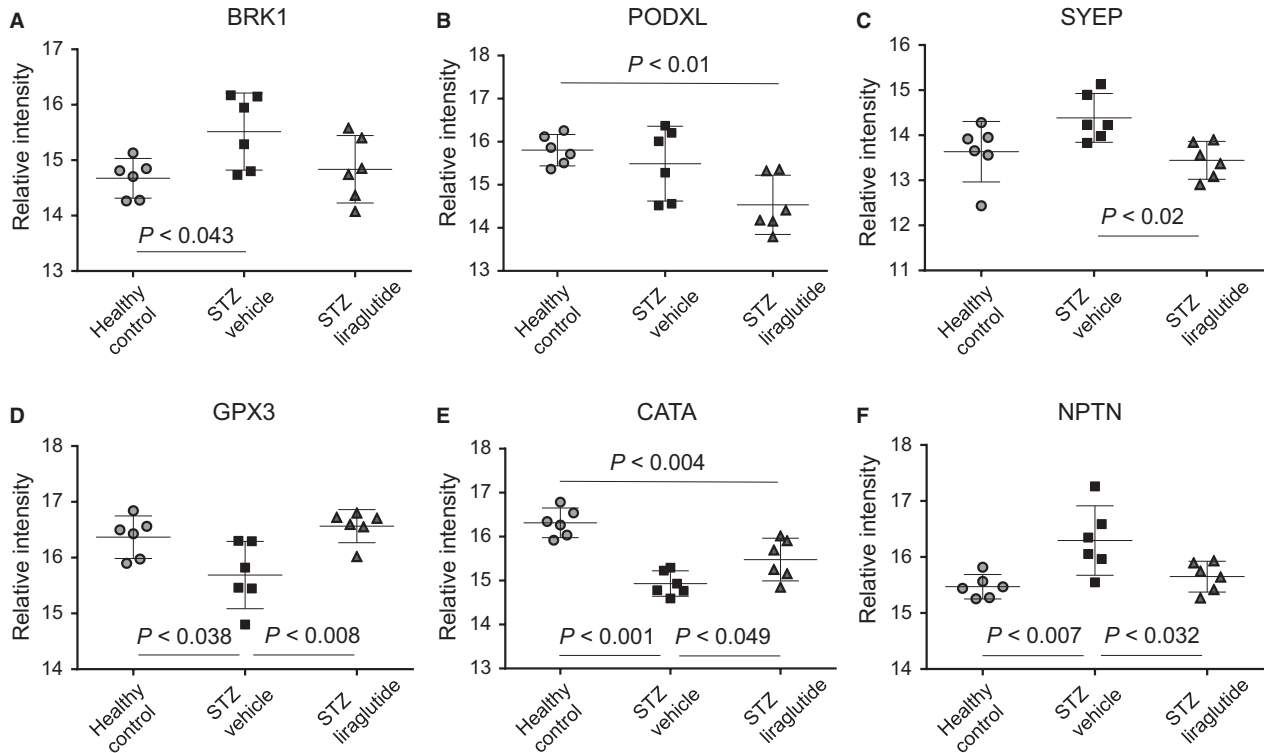 A
BRK1
Relative intensity
17
16
15
14
13
P < 0.043
Healthy
control
STZ
vehicle
STZ
liraglutide
B
PODXL
Relative intensity
18
17
16
15
14
13
P < 0.01
Healthy
control
STZ
vehicle
STZ
liraglutide
C
SYEP
Relative intensity
16
15
14
13
12
11
P < 0.02
Healthy
control
STZ
vehicle
STZ
liraglutide
D
GPX3
Relative intensity
18
17
16
15
14
P < 0.038
P < 0.008
Healthy
control
STZ
vehicle
STZ
liraglutide
E
CATA
Relative intensity
18
17
16
15
14
13
P < 0.004
P < 0.001
P < 0.049
Healthy
control
STZ
vehicle
STZ
liraglutide
F
NPTN
Relative intensity
18
17
16
15
14
P < 0.007
P < 0.032
Healthy
control
STZ
vehicle
STZ
liraglutide